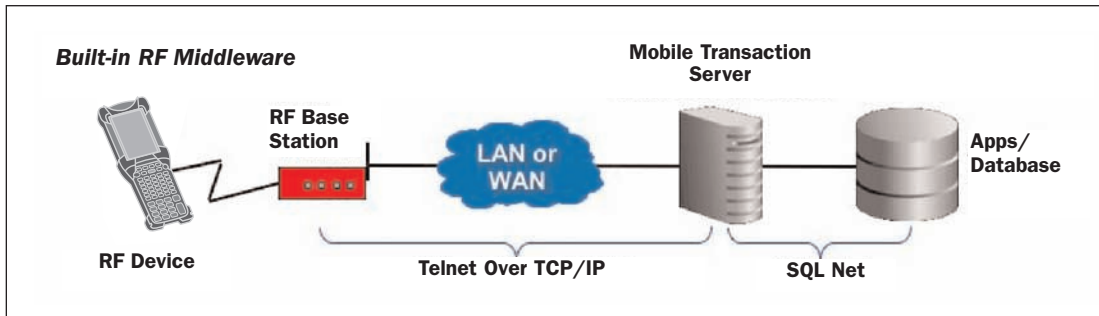 Built-in RF Middleware
Mobile Transaction
Server
RF Base
Station
LAN or
WAN
Apps/
Database
RF Device
Telnet Over TCP/IP
SQL Net